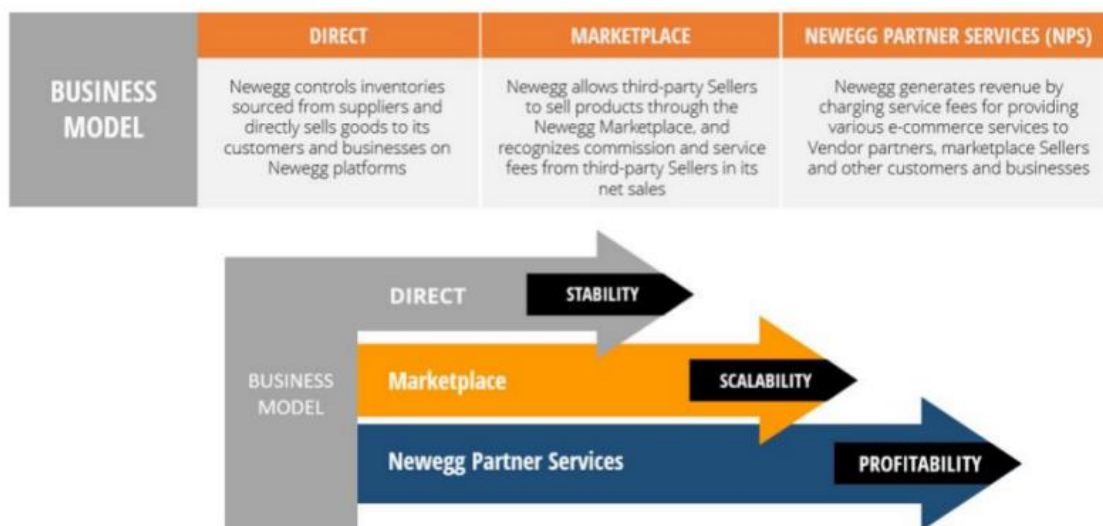 BUSINESS
MODEL
DIRECT
Newegg controls inventories
sourced from suppliers and
directly sells goods to its
customers and businesses on
Newegg platforms
MARKETPLACE
Newegg allows third-party Sellers
to sell products through the
Newegg Marketplace, and
recognizes commission and service
fees from third-party Sellers in its
net sales
NEWEGG PARTNER SERVICES (NPS)
Newegg generates revenue by
charging service fees for providing
various e-commerce services to
Vendor partners, marketplace Sellers
and other customers and businesses
BUSINESS
MODEL
DIRECT
STABILITY
Marketplace
SCALABILITY
Newegg Partner Services
PROFITABILITY